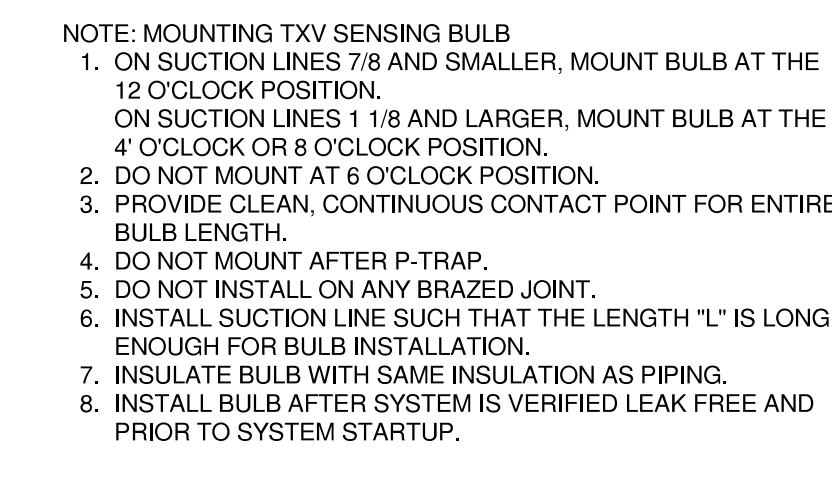 NOTE: MOUNTING TXV SENSING BULB
1. ON SUCTION LINES 7/8 AND SMALLER, MOUNT BULB AT THE
12 O'CLOCK POSITION.
ON SUCTION LINES 1 1/8 AND LARGER, MOUNT BULB AT THE
4' O'CLOCK OR 8 O'CLOCK POSITION.
2. DO NOT MOUNT AT 6 O'CLOCK POSITION.
3. PROVIDE CLEAN, CONTINUOUS CONTACT POINT FOR ENTIRE
BULB LENGTH.
4. DO NOT MOUNT AFTER P-TRAP.
5. DO NOT INSTALL ON ANY BRAZED JOINT.
6. INSTALL SUCTION LINE SUCH THAT THE LENGTH "L" IS LONG
ENOUGH FOR BULB INSTALLATION.
7. INSULATE BULB WITH SAME INSULATION AS PIPING.
8. INSTALL BULB AFTER SYSTEM IS VERIFIED LEAK FREE AND
PRIOR TO SYSTEM STARTUP.